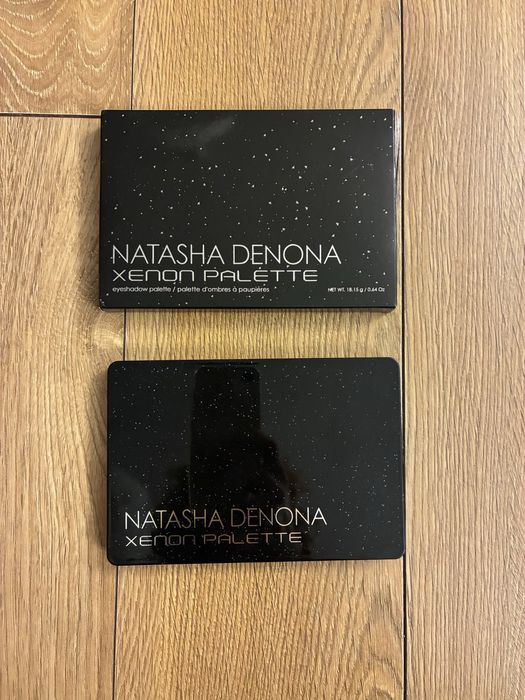 NATASHA DENONA
XENON PALETTE
eyeshadow palette / palette d'ombres à paupières
NET WT. 18.15 g / 0.64 Oz
NATASHA DENONA
XENON PALETTE